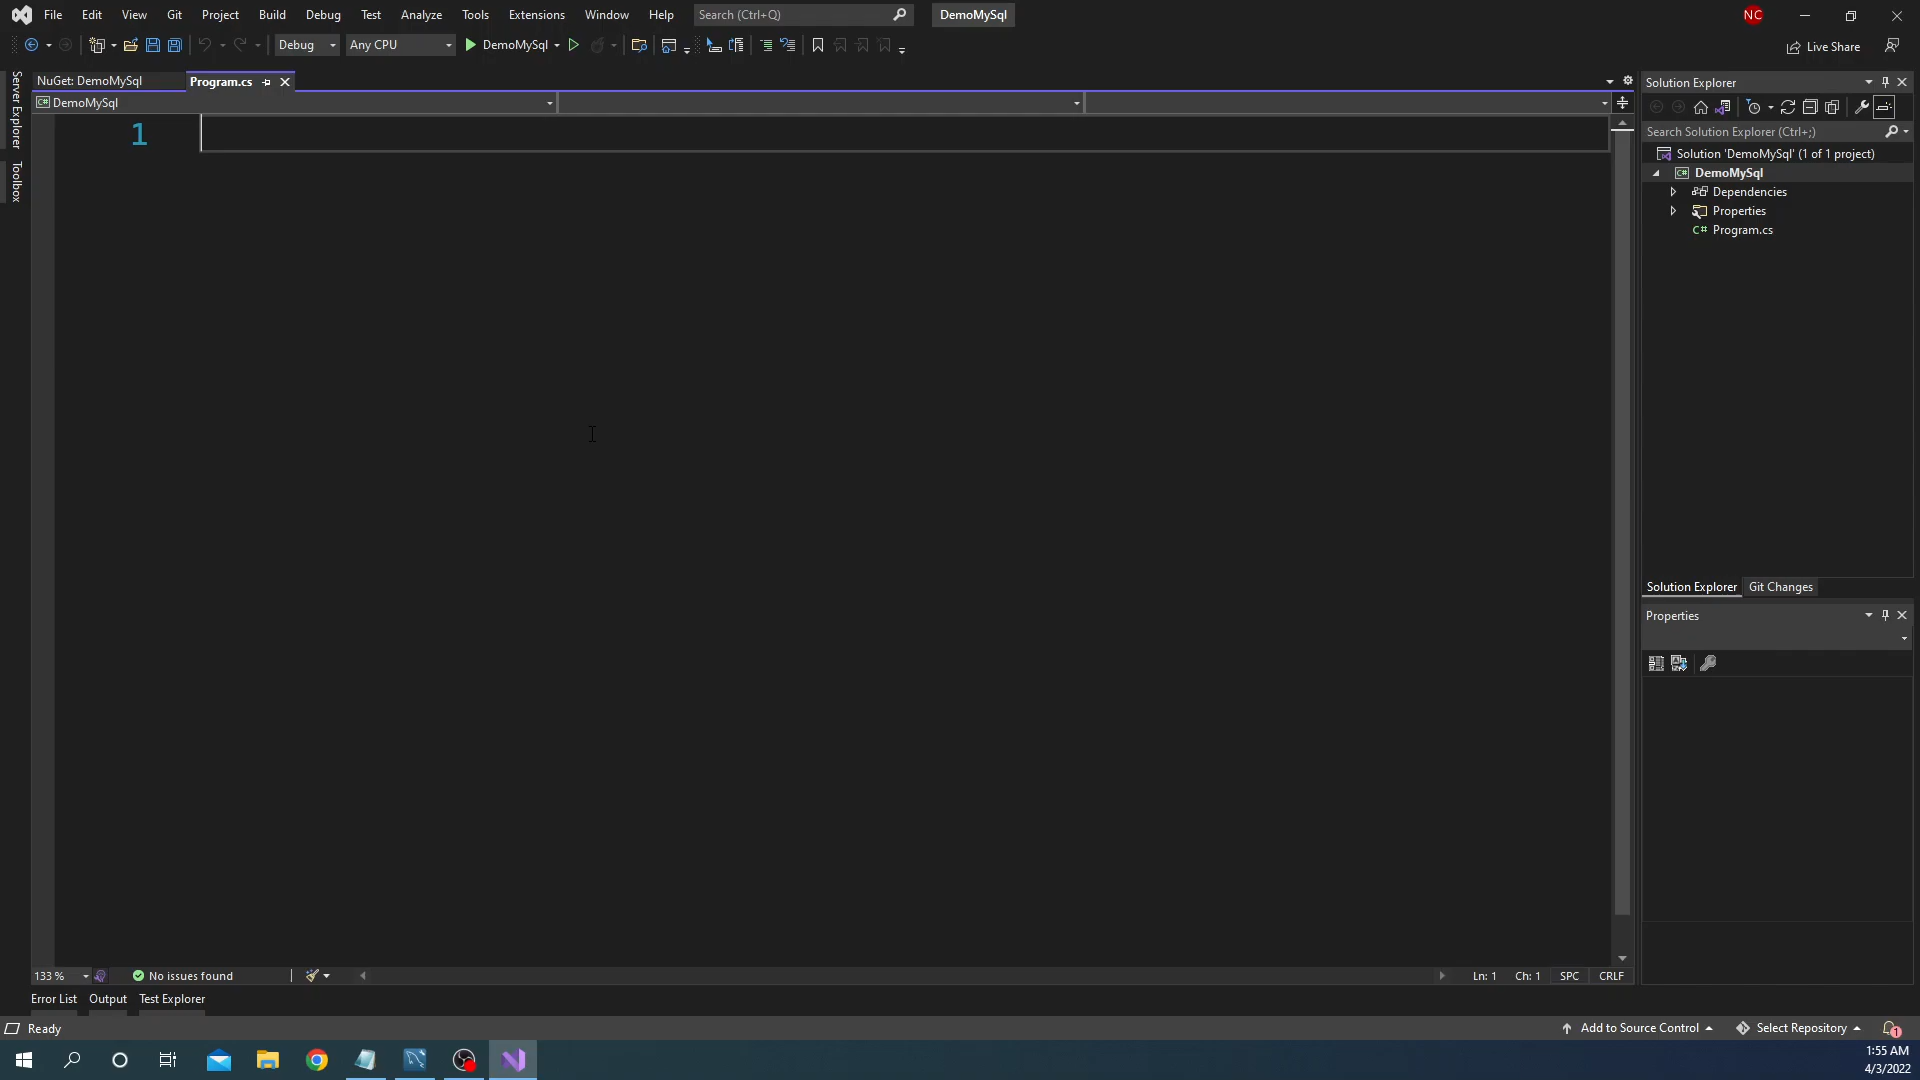 File Edit View Git Project Build Debug Test Analyze Tools Extensions Window Help Search (Ctrl+Q) DemoMySql NC
Debug Any CPU DemoMySql Live Share
NuGet: DemoMySql Program.cs
DemoMySql
1
Server Explorer
Toolbox
Solution Explorer
Search Solution Explorer (Ctrl+;)
Solution 'DemoMySql' (1 of 1 project)
C# DemoMySql
Dependencies
Properties
C# Program.cs
Solution Explorer Git Changes
Properties
133 % No issues found Ln: 1 Ch: 1 SPC CRLF
Error List Output Test Explorer
Ready Add to Source Control Select Repository 1
1:55 AM
4/3/2022